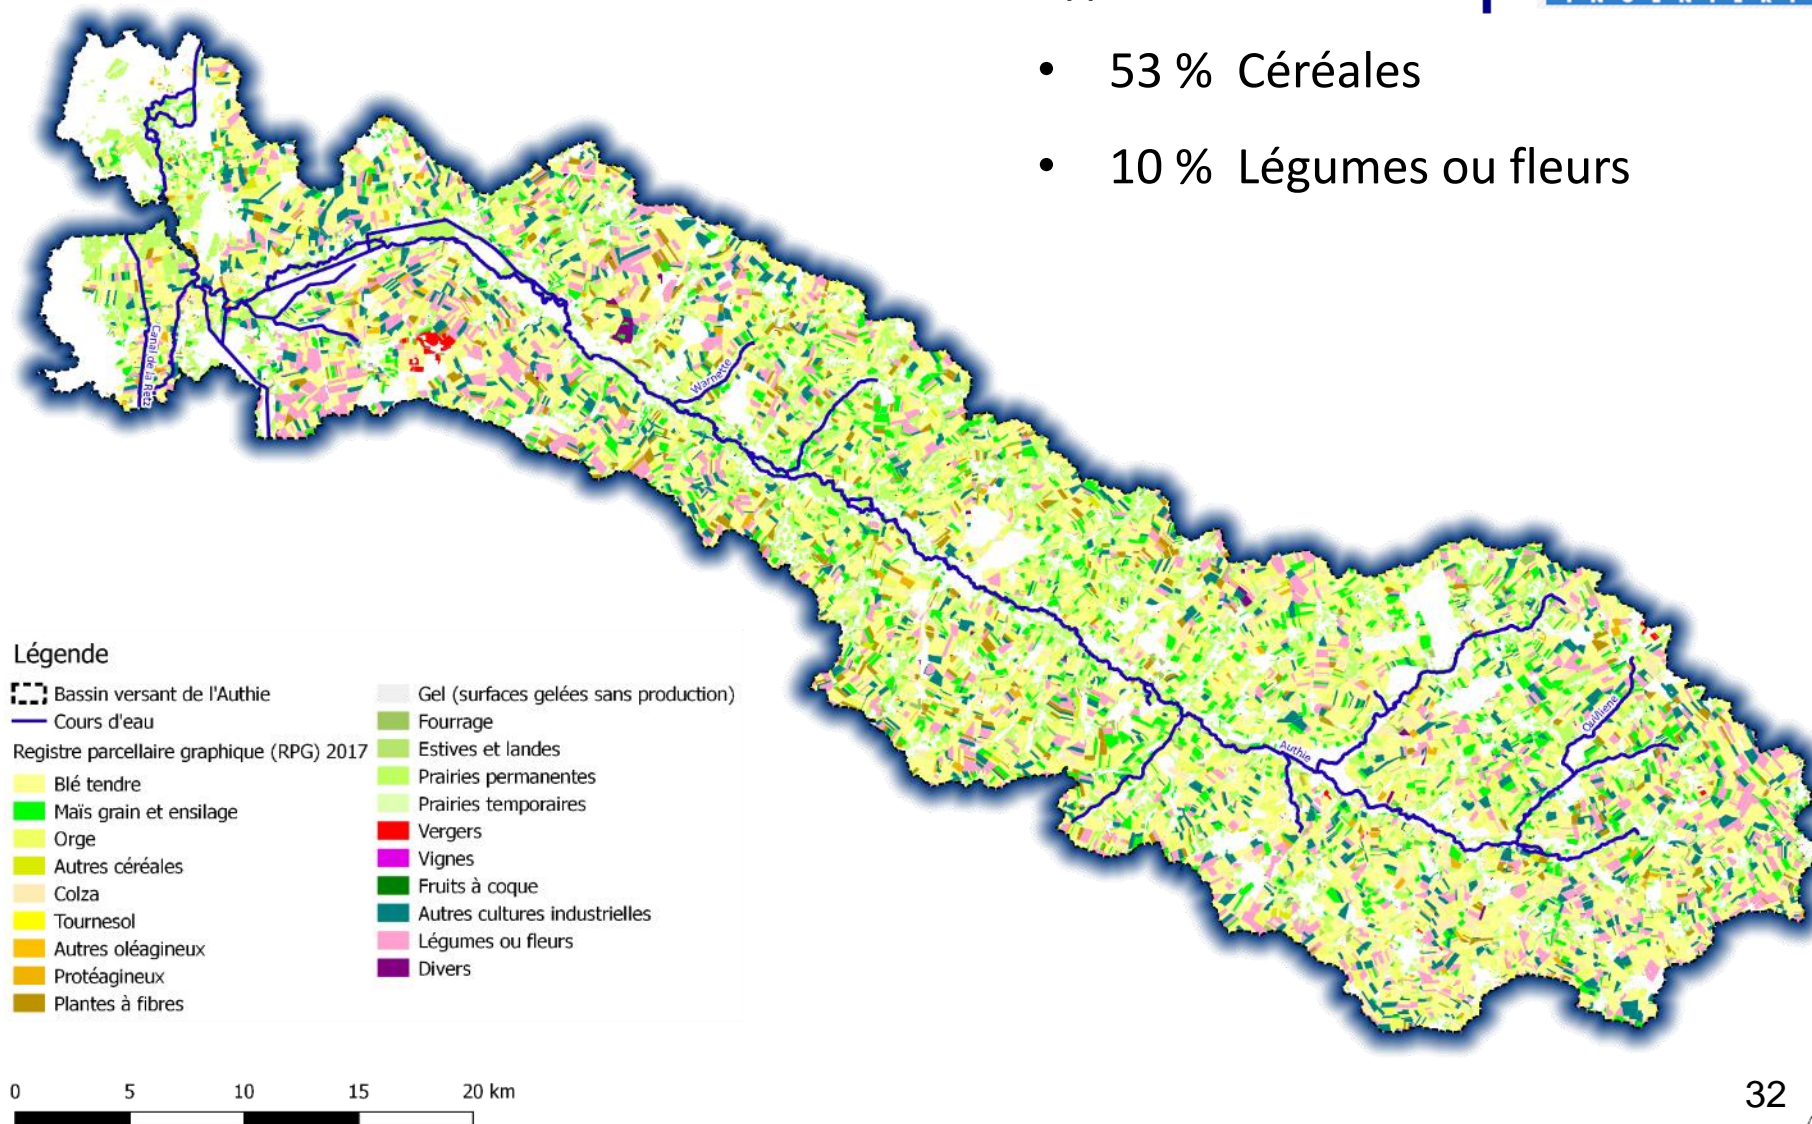 • 53 % Céréales
• 10 % Légumes ou fleurs
Canal de la Retz
Warnette
Authie
Quilliene
Légende
Bassin versant de l'Authie
Cours d'eau
Registre parcellaire graphique (RPG) 2017
Blé tendre
Maïs grain et ensilage
Orge
Autres céréales
Colza
Tournesol
Autres oléagineux
Protéagineux
Plantes à fibres
Gel (surfaces gelées sans production)
Fourrage
Estives et landes
Prairies permanentes
Prairies temporaires
Vergers
Vignes
Fruits à coque
Autres cultures industrielles
Légumes ou fleurs
Divers
0 5 10 15 20 km
32